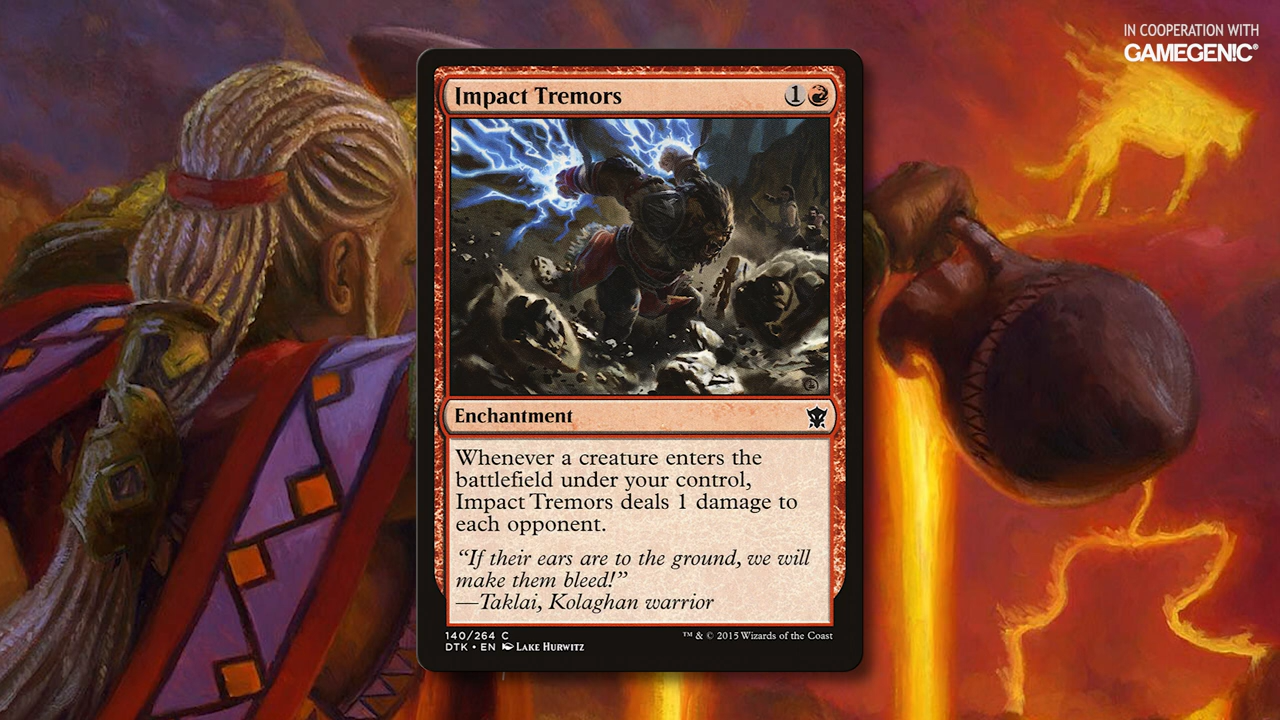 IN COOPERATION WITH
GAMEGEN!C®
Impact Tremors 1
Enchantment
Whenever a creature enters the
battlefield under your control,
Impact Tremors deals 1 damage to
each opponent.
“If their ears are to the ground, we will
make them bleed!”
—Taklai, Kolaghan warrior
140/264 C ™ & © 2015 Wizards of the Coast
DTK • EN Lake Hurwitz